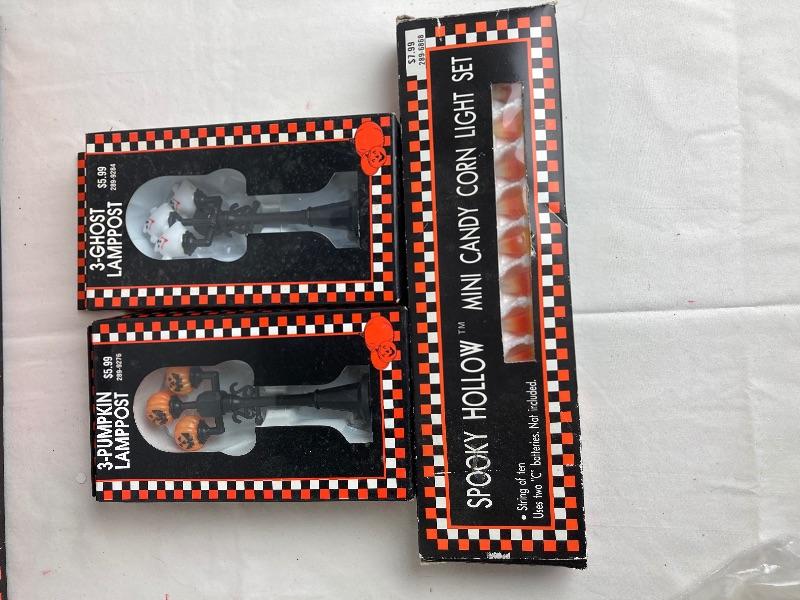 3-GHOST
LAMPPOST
$5.99
289-9284
3-PUMPKIN
LAMPPOST
$5.99
289-9276
$7.99
289-6868
SPOOKY HOLLOW™ MINI CANDY CORN LIGHT SET
• String of ten
Uses two "C" batteries. Not included.